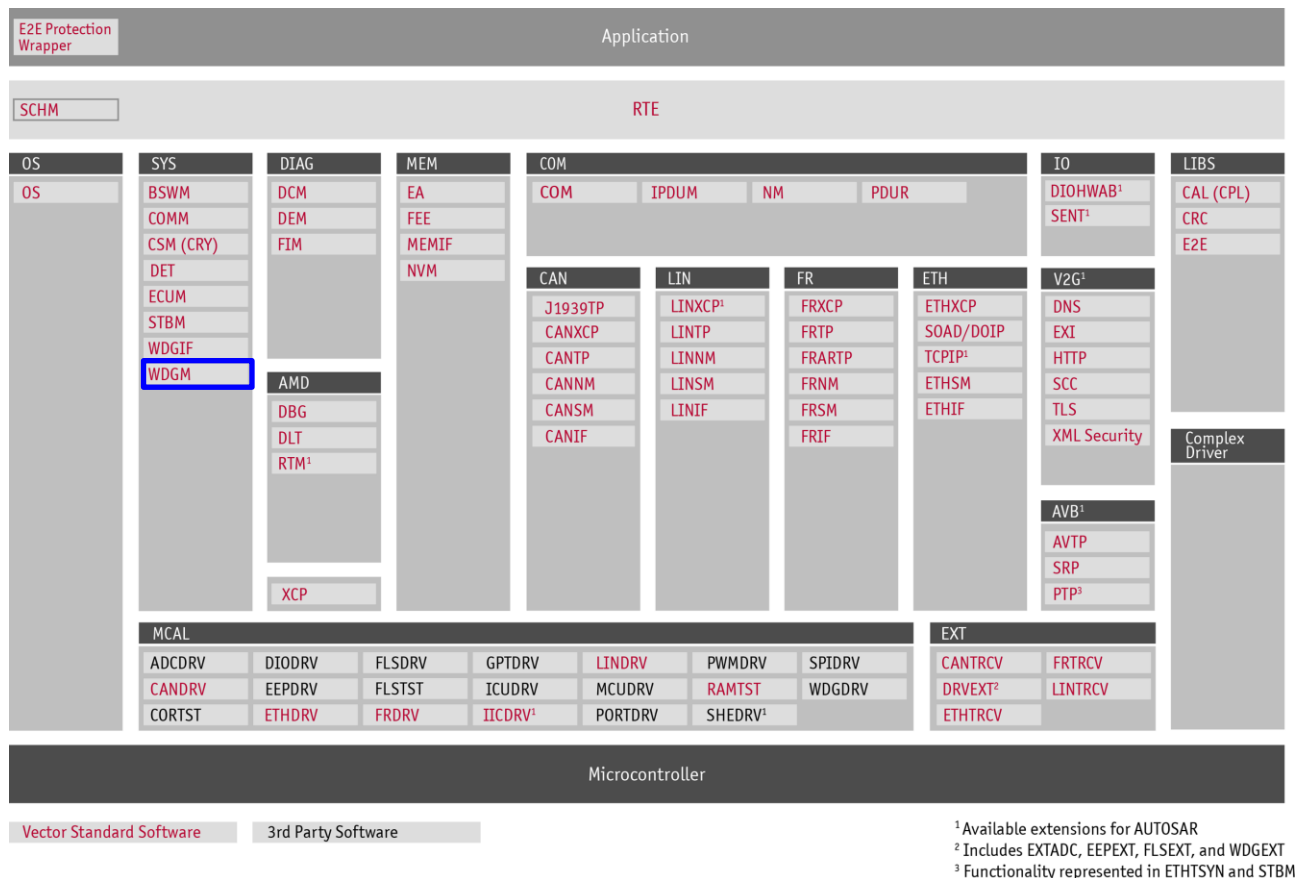 E2E Protection
Wrapper
Application
SCHM
RTE
OS
OS
SYS
BSWM
COMM
CSM (CRY)
DET
ECUM
STBM
WDGIF
WDGM
DIAG
DCM
DEM
FIM
AMD
DBG
DLT
RTM¹
XCP
MEM
EA
FEE
MEMIF
NVM
COM
COM
IPDUM
NM
PDUR
CAN
J1939TP
CANXCP
CANTP
CANNM
CANSM
CANIF
LIN
LINXCP¹
LINTP
LINNM
LINSM
LINIF
FR
FRXCP
FRTP
FRARTP
FRNM
FRSM
FRIF
ETH
ETHXCP
SOAD/DOIP
TCPIP¹
ETHSM
ETHIF
IO
DIOHWAB¹
SENT¹
V2G¹
DNS
EXI
HTTP
SCC
TLS
XML Security
AVB¹
AVTP
SRP
PTP³
LIBS
CAL (CPL)
CRC
E2E
Complex
Driver
MCAL
ADCDRV DIODRV FLSDRV GPTDRV LINDRV PWMDRV SPIDRV
CANDRV EEPDRV FLSTST ICUDRV MCUDRV RAMTST WDGDRV
CORTST ETHDRV FRDRV IICDRV¹ PORTDRV SHEDRV¹
EXT
CANTRCV FRTRCV
DRVEXT² LINTRCV
ETHTRCV
Microcontroller
Vector Standard Software
3rd Party Software
¹ Available extensions for AUTOSAR
² Includes EXTADC, EEPEXT, FLSEXT, and WDGEXT
³ Functionality represented in ETHTSYN and STBM